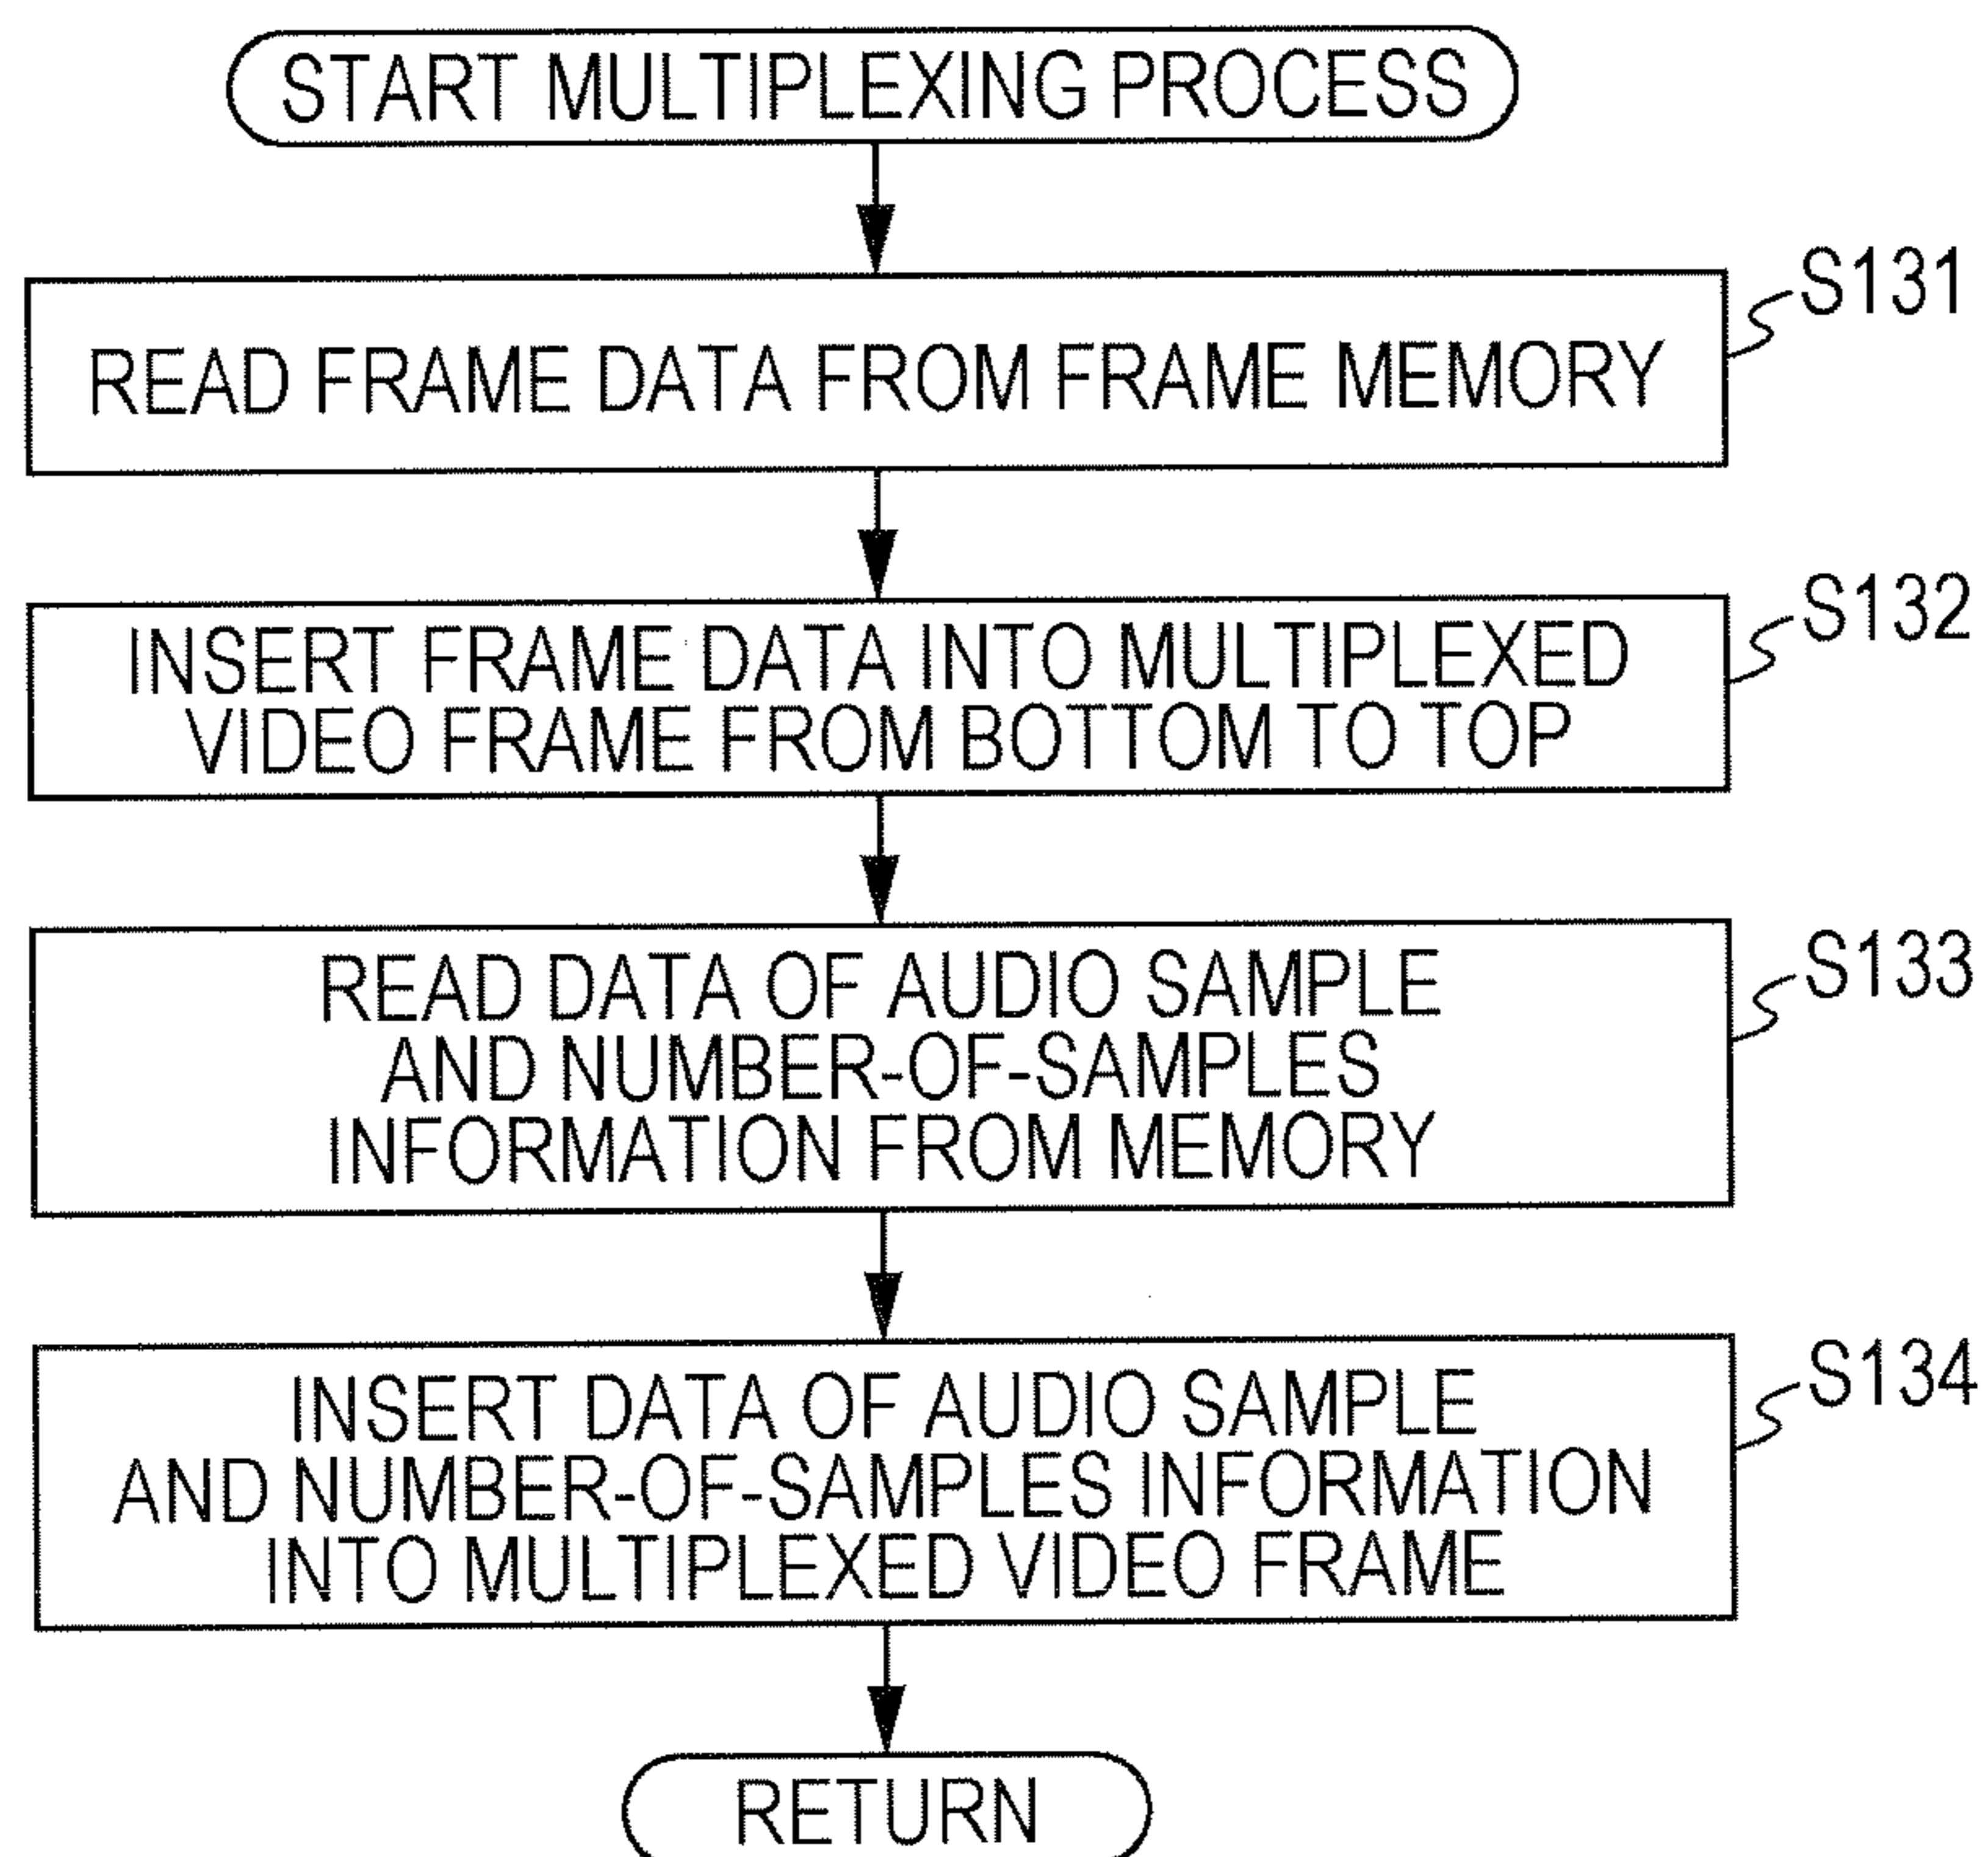 START MULTIPLEXING PROCESS
S131
READ FRAME DATA FROM FRAME MEMORY
S132
INSERT FRAME DATA INTO MULTIPLEXED
VIDEO FRAME FROM BOTTOM TO TOP
S133
READ DATA OF AUDIO SAMPLE
AND NUMBER-OF-SAMPLES
INFORMATION FROM MEMORY
S134
INSERT DATA OF AUDIO SAMPLE
AND NUMBER-OF-SAMPLES INFORMATION
INTO MULTIPLEXED VIDEO FRAME
RETURN